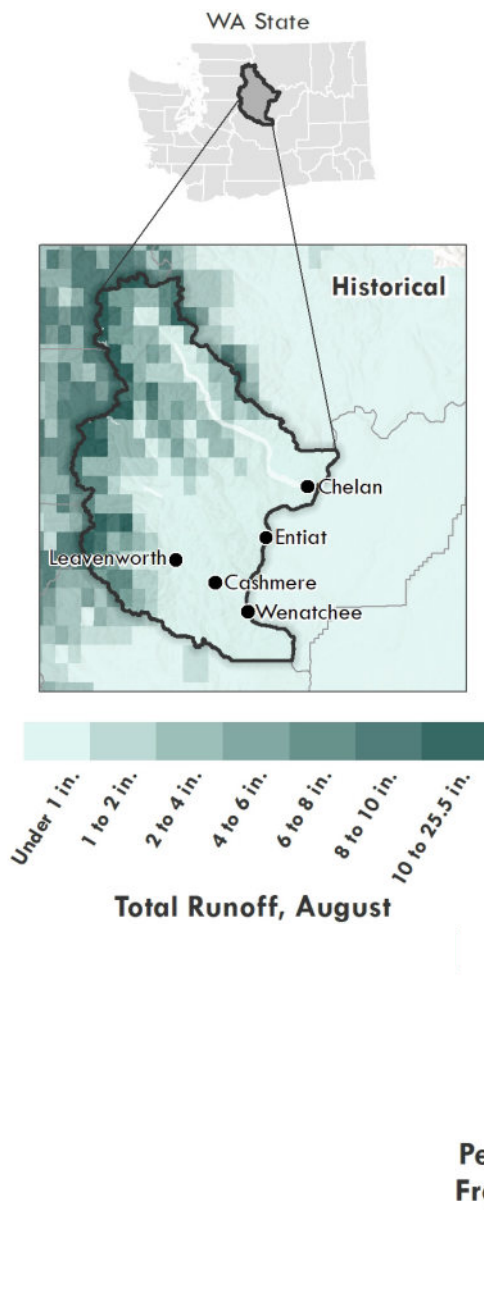 WA State
Historical
Chelan
Entiat
Leavenworth
Cashmere
Wenatchee
Under 1 in.
1 to 2 in.
2 to 4 in.
4 to 6 in.
6 to 8 in.
8 to 10 in.
10 to 25.5 in.
Total Runoff, August
Pe
Fr